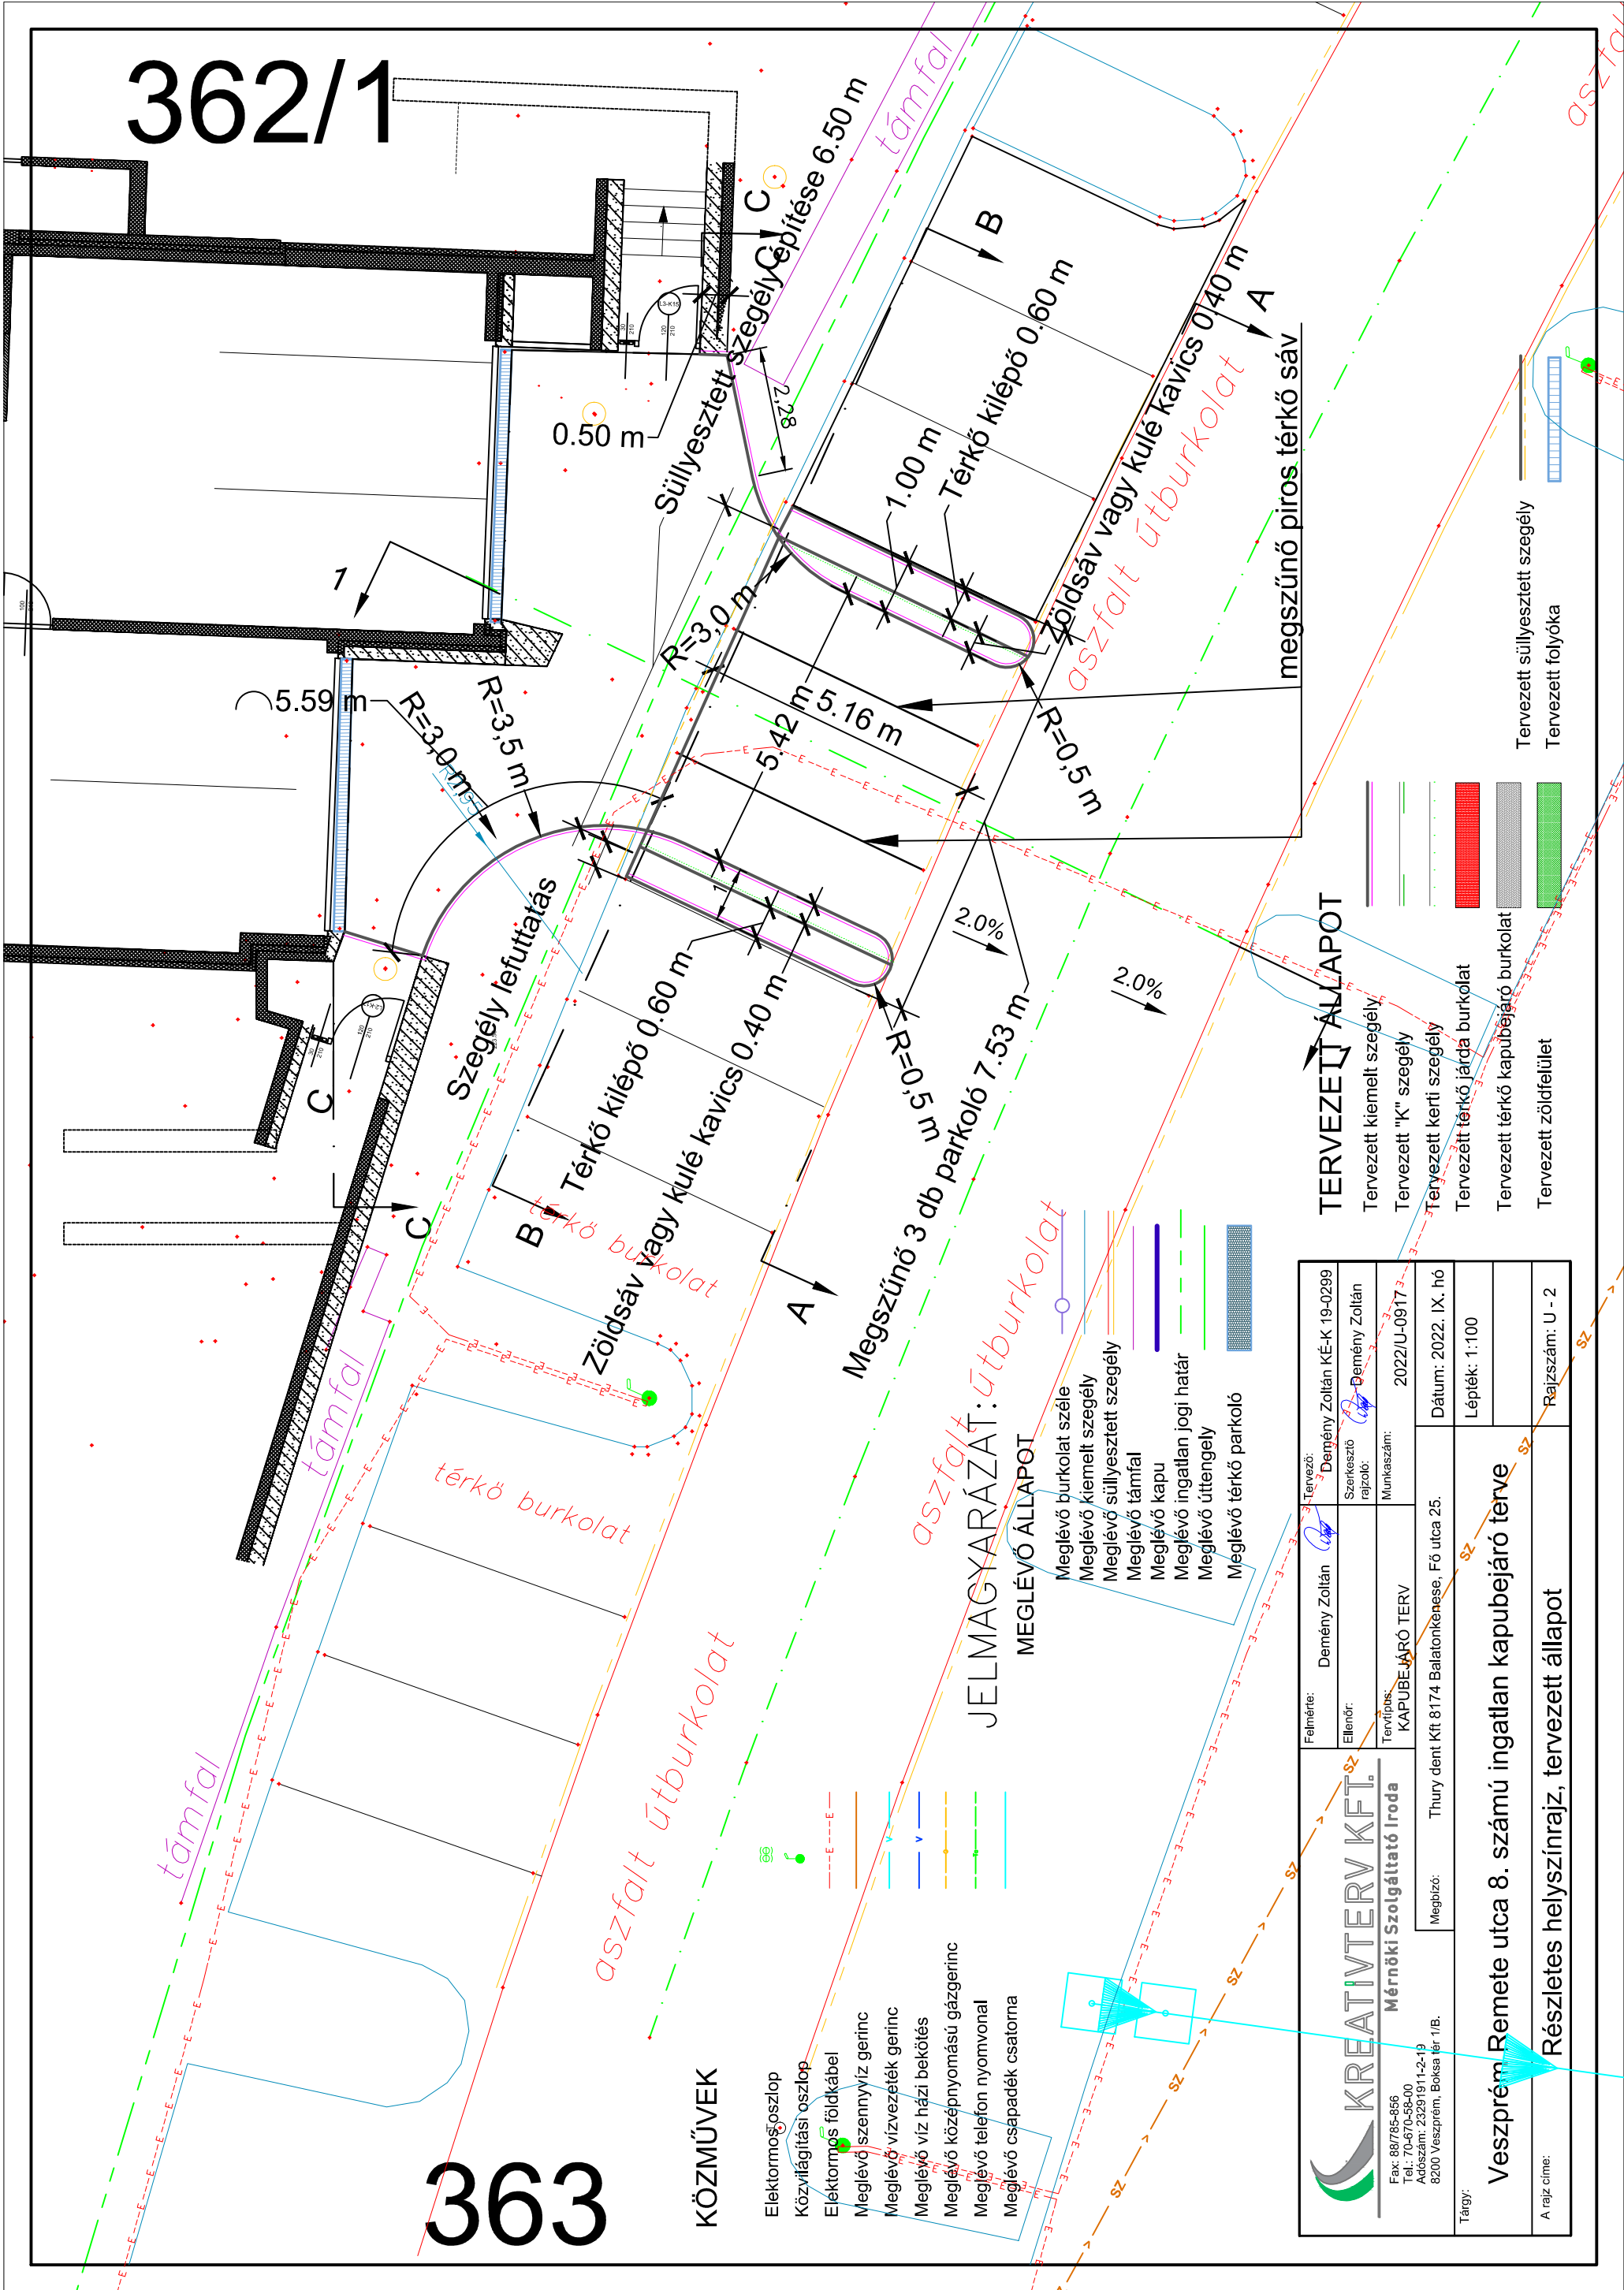 362/1
támfal
Süllyesztett szegély építése 6.50 m
C
C
B
A
0.50 m
2,28
1.00 m
Térkő kilépő 0.60 m
Zöldsáv vagy kulé kavics 0.40 m
aszfalt útburkolat
megszűnő piros térkő sáv
1
R=3,0 m
5.59 m
R=3,0 m
R=3,5 m
5.42 m
5.16 m
R=0,5 m
1
2.0%
2.0%
Szegély lefuttatás
C
C
B
Térkő kilépő 0.60 m
Zöldsáv vagy kulé kavics 0.40 m
R=0,5 m
A
Megszűnő 3 db parkoló 7.53 m
térkő burkolat
térkő burkolat
támfal
támfal
aszfalt útburkolat
aszfalt útburkolat
363
KÖZMŰVEK
Elektormos oszlop
Közvilágítási oszlop
Elektormos földkábel
Meglévő szennyvíz gerinc
Meglévő vízvezeték gerinc
Meglévő víz házi bekötés
Meglévő középnyomású gázgerinc
Meglévő telefon nyomvonal
Meglévő csapadék csatorna
JELMAGYARÁZAT:
MEGLÉVŐ ÁLLAPOT
Meglévő burkolat széle
Meglévő kiemelt szegély
Meglévő süllyesztett szegély
Meglévő támfal
Meglévő kapu
Meglévő ingatlan jogi határ
Meglévő úttengely
Meglévő térkő parkoló
TERVEZETT ÁLLAPOT
Tervezett kiemelt szegély
Tervezett "K" szegély
Tervezett kerti szegély
Tervezett térkő járda burkolat
Tervezett térkő kapubejáró burkolat
Tervezett zöldfelület
Tervezett süllyesztett szegély
Tervezett folyóka
KREATIVTERV KFT.
Mérnöki Szolgáltató Iroda
Fax: 88/785-856
Tel.: 70-670-58-00
Adószám: 23291911-2-19
8200 Veszprém, Boksa tér 1/B.
Felmérte:
Demény Zoltán
Tervező:
Demény Zoltán KÉ-K 19-0299
Ellenőr:
Szerkesztő
rajzoló:
Demény Zoltán
Tervtípus:
KAPUBEJÁRÓ TERV
Munkaszám:
2022/U-0917
Megbízó:
Thury dent Kft 8174 Balatonkenese, Fő utca 25.
Dátum: 2022. IX. hó
Tárgy:
Veszprém Remete utca 8. számú ingatlan kapubejáró terve
Lépték: 1:100
A rajz címe:
Részletes helyszínrajz, tervezett állapot
Rajzszám: U - 2